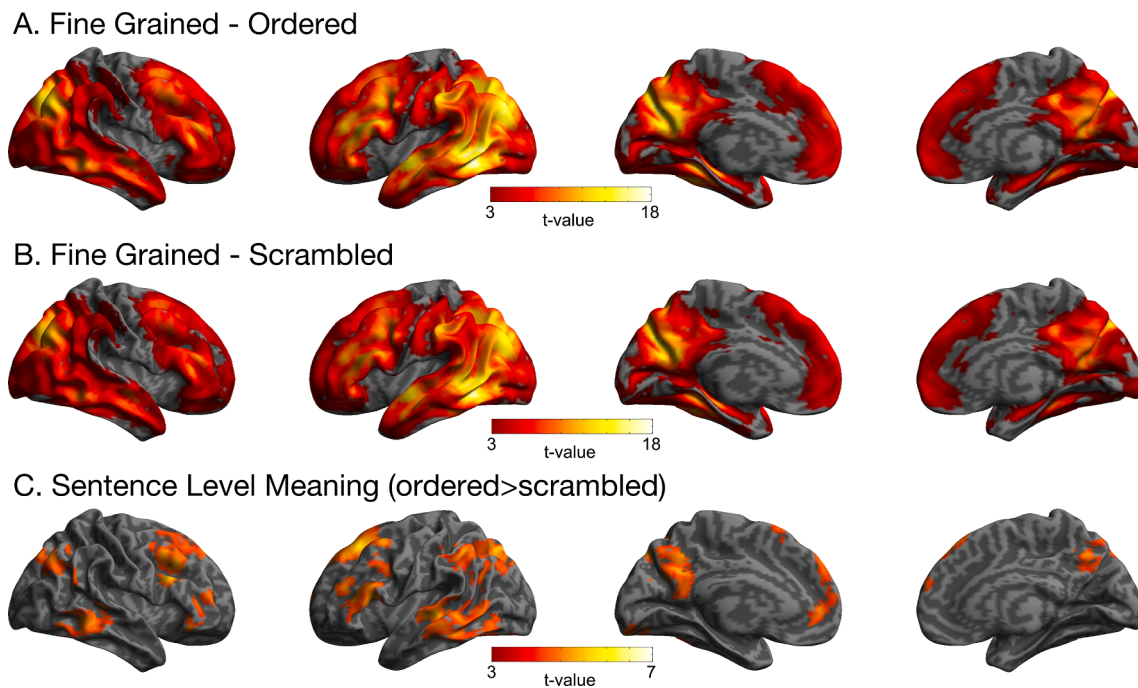 A. Fine Grained - Ordered
3 18
t-value
B. Fine Grained - Scrambled
3 18
t-value
C. Sentence Level Meaning (ordered>scrambled)
3 7
t-value